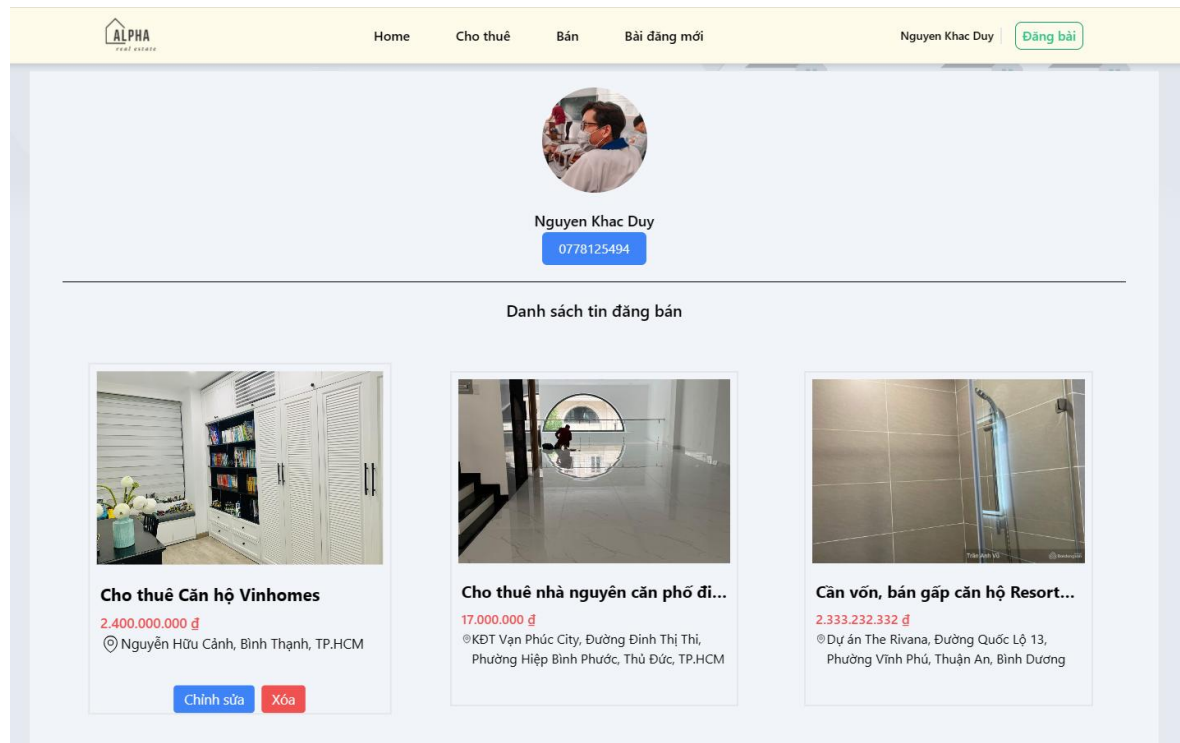 ALPHA
real estate
Home
Cho thuê
Bán
Bài đăng mới
Nguyen Khac Duy
Đăng bài
Nguyen Khac Duy
0778125494
Danh sách tin đăng bán
Cho thuê Căn hộ Vinhomes
2.400.000.000 ₫
Nguyễn Hữu Cảnh, Bình Thạnh, TP.HCM
Chỉnh sửa
Xóa
Cho thuê nhà nguyên căn phố đi...
17.000.000 ₫
KĐT Vạn Phúc City, Đường Đinh Thị Thi,
Phường Hiệp Bình Phước, Thủ Đức, TP.HCM
Trần Anh Vũ
Cần vốn, bán gấp căn hộ Resort...
2.333.232.332 ₫
Dự án The Rivana, Đường Quốc Lộ 13,
Phường Vĩnh Phú, Thuận An, Bình Dương